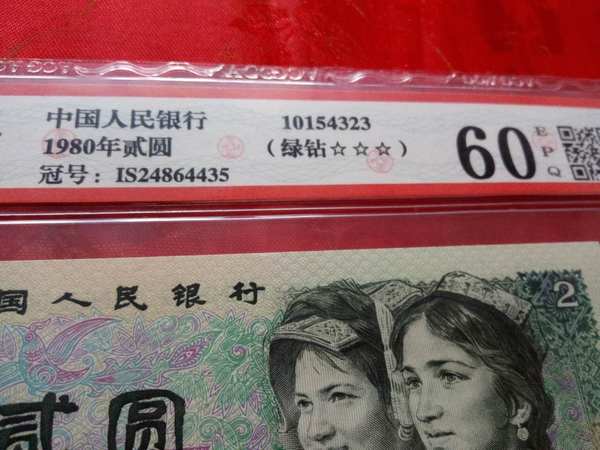 中国人民银行
1980年贰圆
冠号：IS24864435
10154323
（绿钻☆☆☆）
60
E
P
Q
国人民银行
2
贰圆